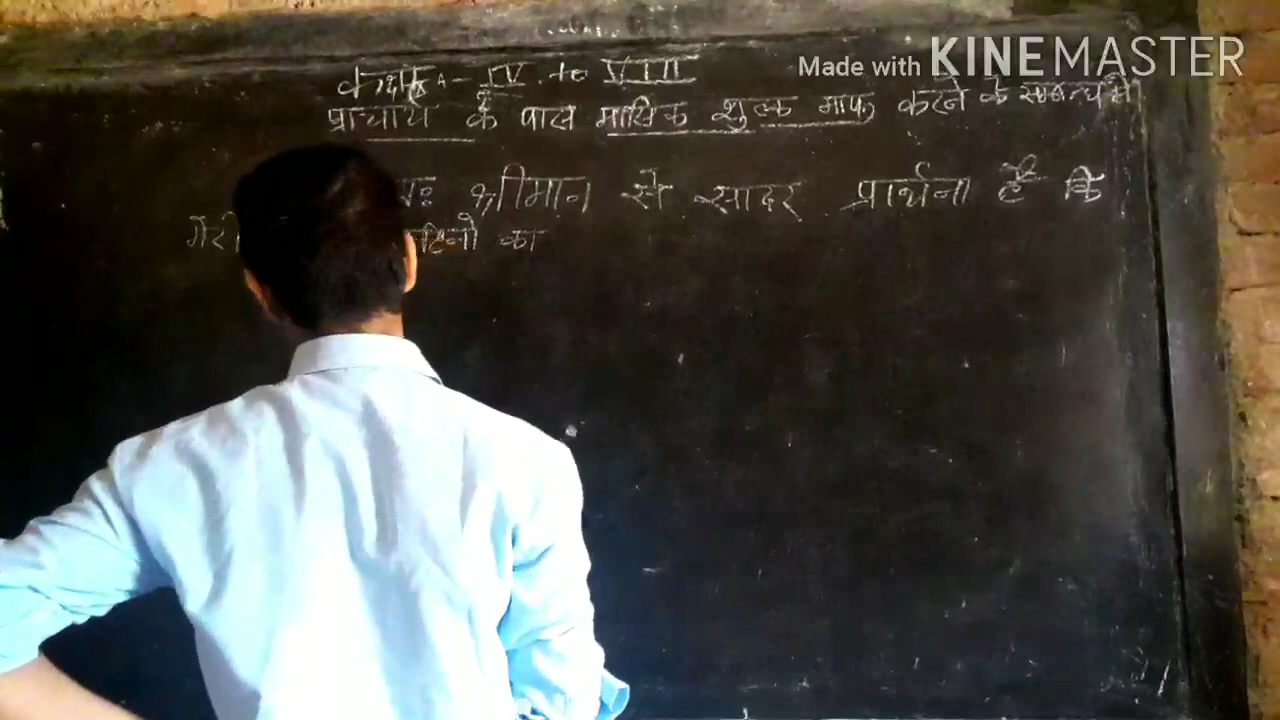 Made with KINEMASTER
कक्षा - IV to VIII
प्राचार्य के पास मासिक शुल्क माफ करने के सम्बन्ध में
श्रीमान से सादर प्रार्थना है कि
मेरी का